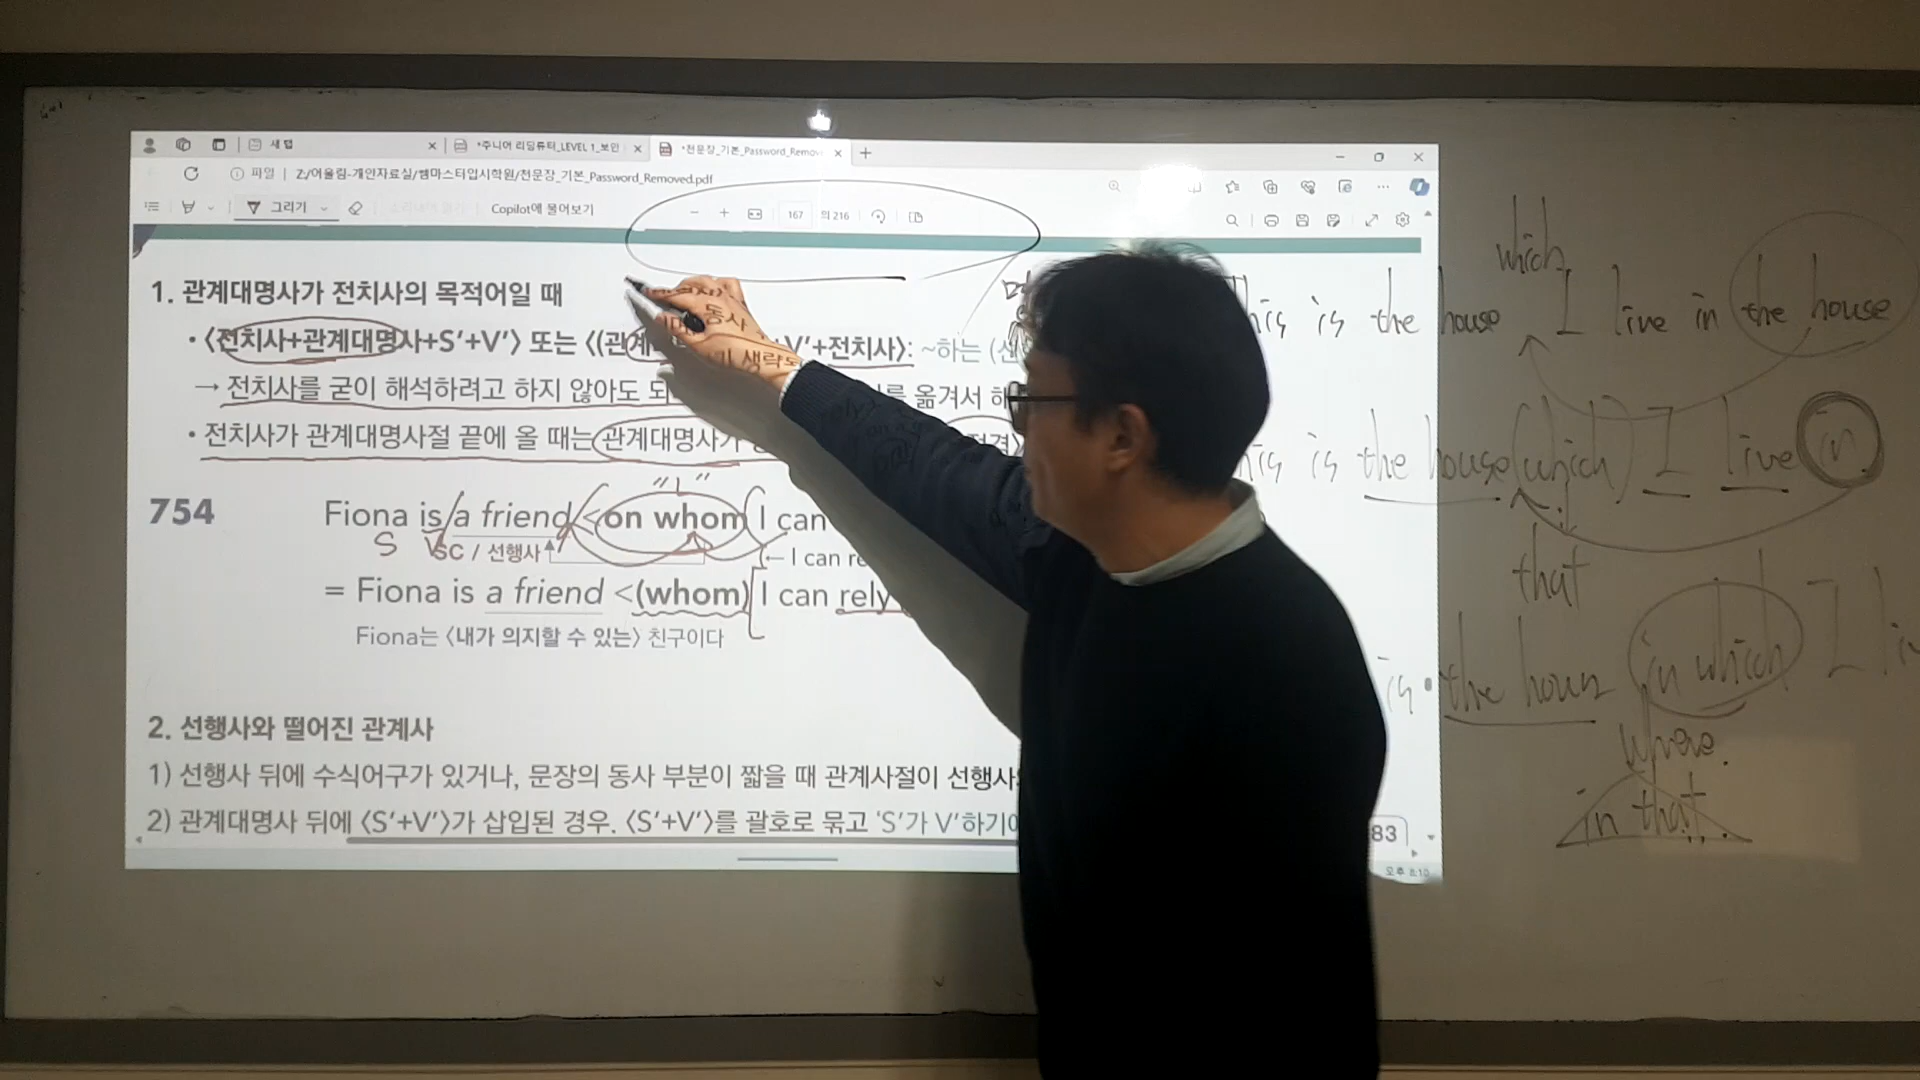 새 탭
*주니어 리딩튜터_LEVEL 1_보안
*천문장_기본_Password_Remov
파일 | Z:/어울림-개인자료실/쌤마스터입시학원/천문장_기본_Password_Removed.pdf
그리기
Copilot에 물어보기
167 의 216
1. 관계대명사가 전치사의 목적어일 때
동사
• 〈전치사+관계대명사+S′+V′〉 또는 〈(관계 +V′+전치사〉: ~하는 (선
가 생략
→ 전치사를 굳이 해석하려고 하지 않아도 되 를 옮겨서 해
• 전치사가 관계대명사절 끝에 올 때는 관계대명사가 격〉
"L"
754 Fiona is / a friend <on whom I can
S V SC / 선행사 ← I can re
= Fiona is a friend <(whom) I can rely
Fiona는 〈내가 의지할 수 있는〉 친구이다
2. 선행사와 떨어진 관계사
1) 선행사 뒤에 수식어구가 있거나, 문장의 동사 부분이 짧을 때 관계사절이 선행사
2) 관계대명사 뒤에 〈S′+V′〉가 삽입된 경우. 〈S′+V′〉를 괄호로 묶고 ‘S′가 V′하기에
83
오후 8:10
which
his is the house I live in the house
his is the house (which) I live in.
that
is the house in which I li
where.
in that.